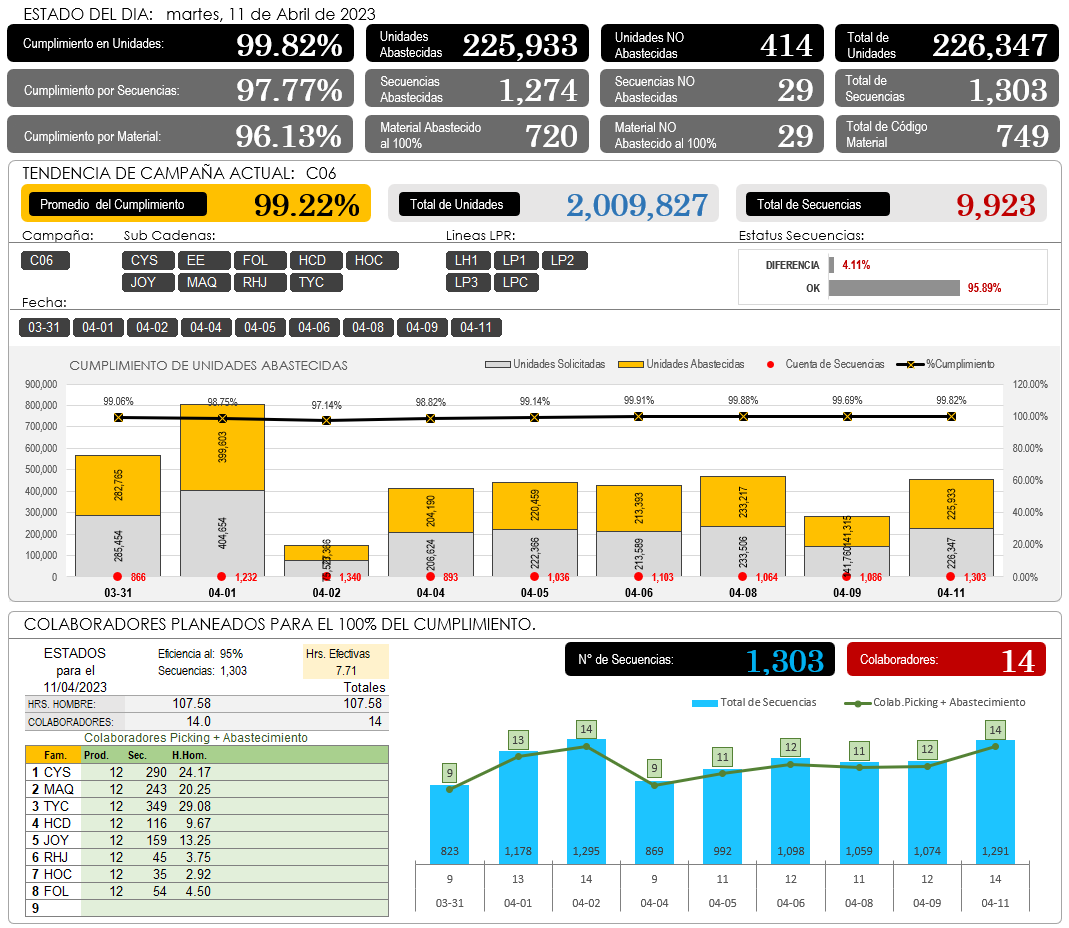 ESTADO DEL DIA: martes, 11 de Abril de 2023
Cumplimiento en Unidades: 99.82%
Unidades Abastecidas 225,933
Unidades NO Abastecidas 414
Total de Unidades 226,347
Cumplimiento por Secuencias: 97.77%
Secuencias Abastecidas 1,274
Secuencias NO Abastecidas 29
Total de Secuencias 1,303
Cumplimiento por Material: 96.13%
Material Abastecido al 100% 720
Material NO Abastecido al 100% 29
Total de Código Material 749
TENDENCIA DE CAMPAÑA ACTUAL: C06
Promedio del Cumplimiento 99.22%
Total de Unidades 2,009,827
Total de Secuencias 9,923
Campaña: Sub Cadenas: Lineas LPR: Estatus Secuencias:
C06 CYS EE FOL HCD HOC LH1 LP1 LP2
JOY MAQ RHJ TYC LP3 LPC
DIFERENCIA 4.11%
OK 95.89%
Fecha:
03-31 04-01 04-02 04-04 04-05 04-06 04-08 04-09 04-11
CUMPLIMIENTO DE UNIDADES ABASTECIDAS
Unidades Solicitadas Unidades Abastecidas Cuenta de Secuencias %Cumplimiento
900,000 120.00%
800,000 100.00%
700,000 80.00%
600,000
500,000 60.00%
400,000
300,000 40.00%
200,000
100,000 20.00%
0 0.00%
99.06% 98.75% 97.14% 98.82% 99.14% 99.91% 99.88% 99.69% 99.82%
282,765 399,603 204,190 220,459 213,393 233,217 141,315 225,933
285,454 404,654 206,624 222,366 213,589 233,506 141,760 226,347
866 1,232 1,340 893 1,036 1,103 1,064 1,086 1,303
03-31 04-01 04-02 04-04 04-05 04-06 04-08 04-09 04-11
COLABORADORES PLANEADOS PARA EL 100% DEL CUMPLIMIENTO.
ESTADOS Eficiencia al: 95% Hrs. Efectivas
para el Secuencias: 1,303 7.71
11/04/2023 Totales
HRS. HOMBRE: 107.58 107.58
COLABORADORES: 14.0 14
Colaboradores Picking + Abastecimiento
Fam. Prod. Sec. H.Hom.
1 CYS 12 290 24.17
2 MAQ 12 243 20.25
3 TYC 12 349 29.08
4 HCD 12 116 9.67
5 JOY 12 159 13.25
6 RHJ 12 45 3.75
7 HOC 12 35 2.92
8 FOL 12 54 4.50
9
N° de Secuencias: 1,303
Colaboradores: 14
Total de Secuencias Colab.Picking + Abastecimiento
9 13 14 9 11 12 11 12 14
823 1,178 1,295 869 992 1,098 1,059 1,074 1,291
9 13 14 9 11 12 11 12 14
03-31 04-01 04-02 04-04 04-05 04-06 04-08 04-09 04-11